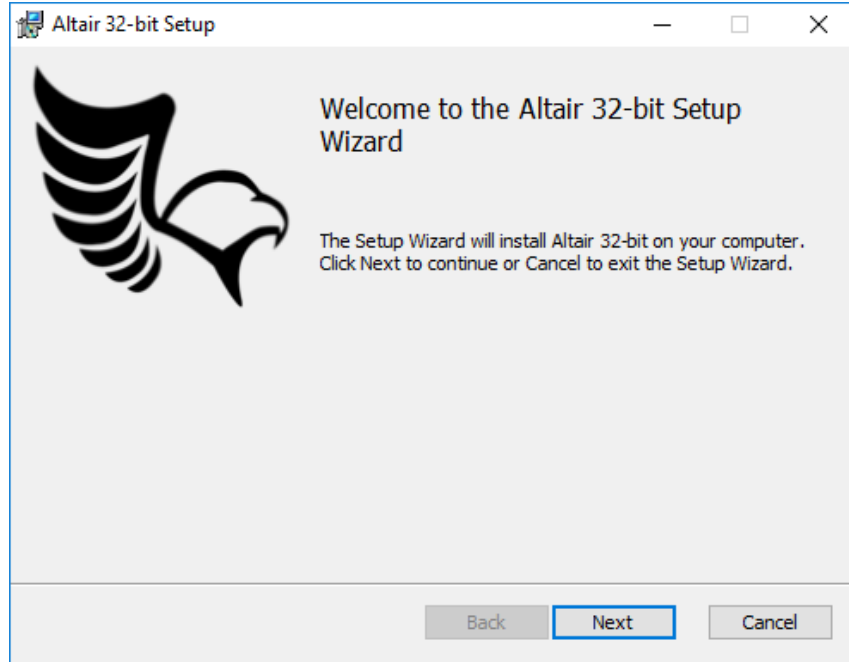 Altair 32-bit Setup
Welcome to the Altair 32-bit Setup
Wizard
The Setup Wizard will install Altair 32-bit on your computer.
Click Next to continue or Cancel to exit the Setup Wizard.
Back
Next
Cancel